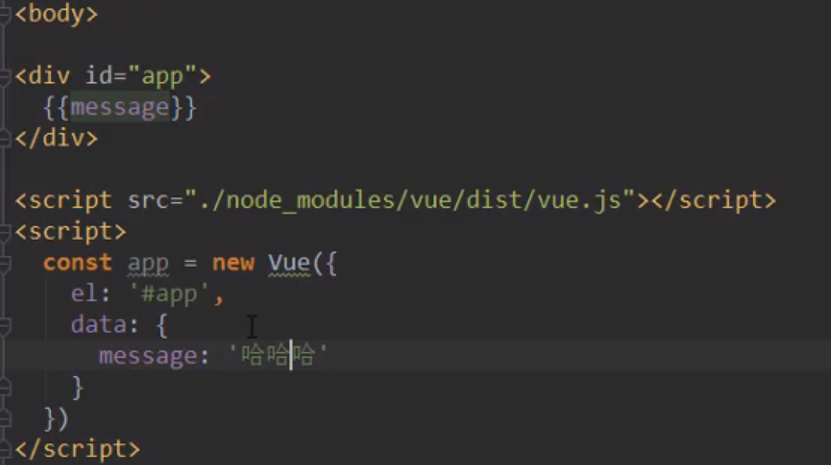 <body>
<div id="app">
{{message}}
</div>
<script src="./node_modules/vue/dist/vue.js"></script>
<script>
const app = new Vue({
el: '#app',
data: {
message: '哈哈哈'
}
})
</script>